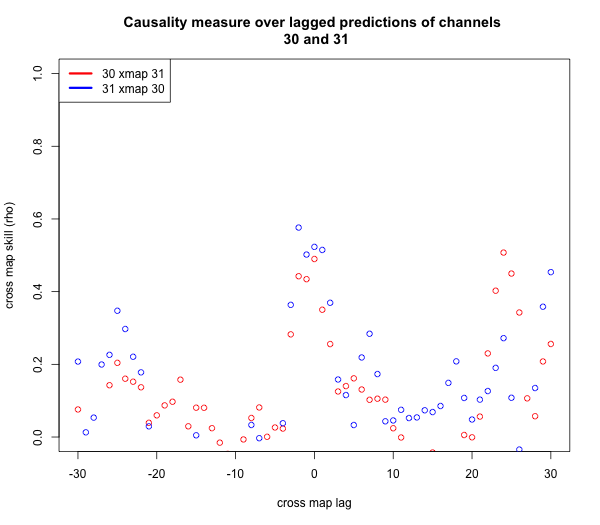 Causality measure over lagged predictions of channels
30 and 31
30 xmap 31
31 xmap 30
cross map skill (rho)
1.0
0.8
0.6
0.4
0.2
0.0
-30 -20 -10 0 10 20 30
cross map lag